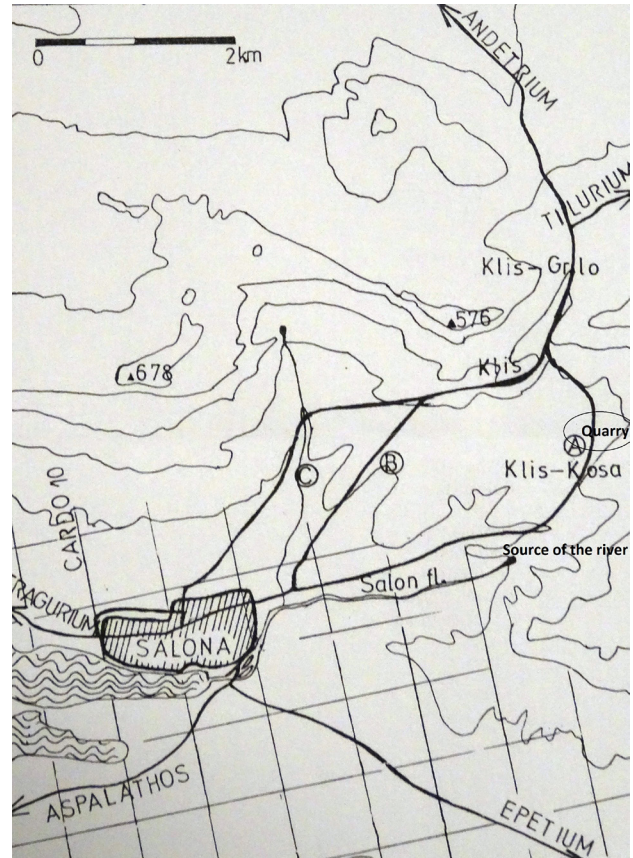 0 2km
ANDETRIUM
TILURIUM
Klis-Grlo
▲576
Klis
▲678
Quarry
A
C
B
Klis-Kosa
CARDO 10
Source of the river
Salon fl.
TRAGURIUM
SALONA
ASPALATHOS
EPETIUM